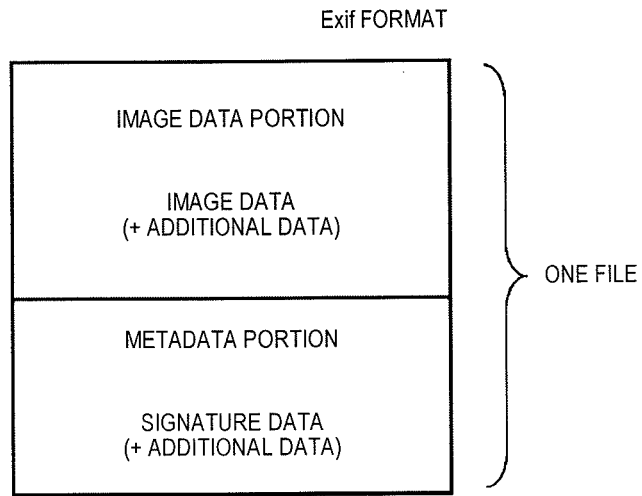 Exif FORMAT
IMAGE DATA PORTION
IMAGE DATA
(+ ADDITIONAL DATA)
ONE FILE
METADATA PORTION
SIGNATURE DATA
(+ ADDITIONAL DATA)